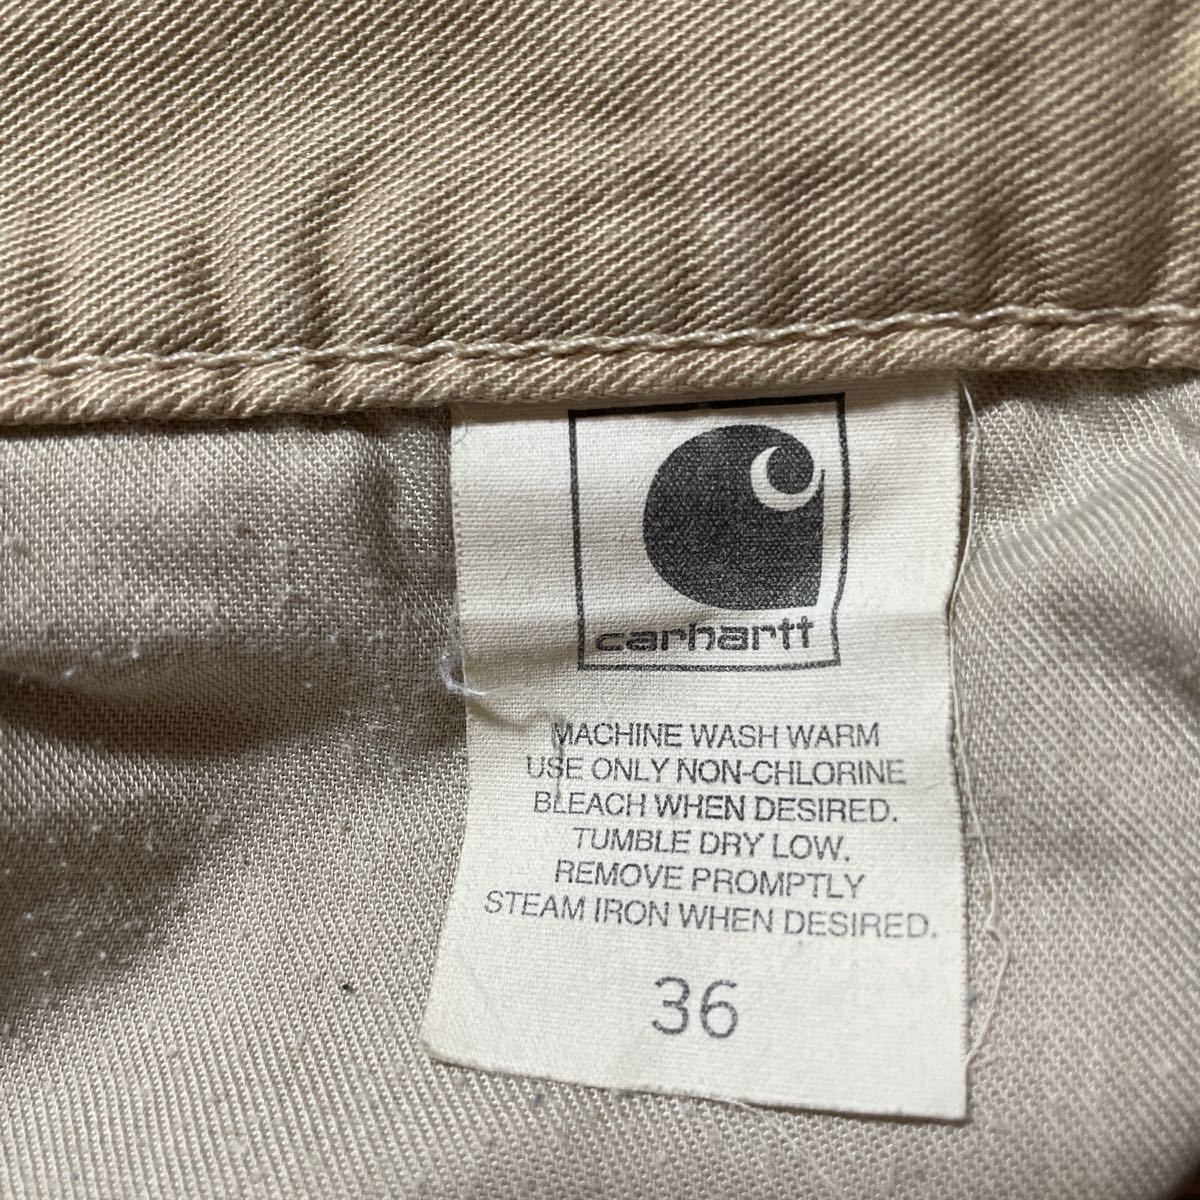 carhartt
MACHINE WASH WARM
USE ONLY NON-CHLORINE
BLEACH WHEN DESIRED.
TUMBLE DRY LOW.
REMOVE PROMPTLY
STEAM IRON WHEN DESIRED.
36